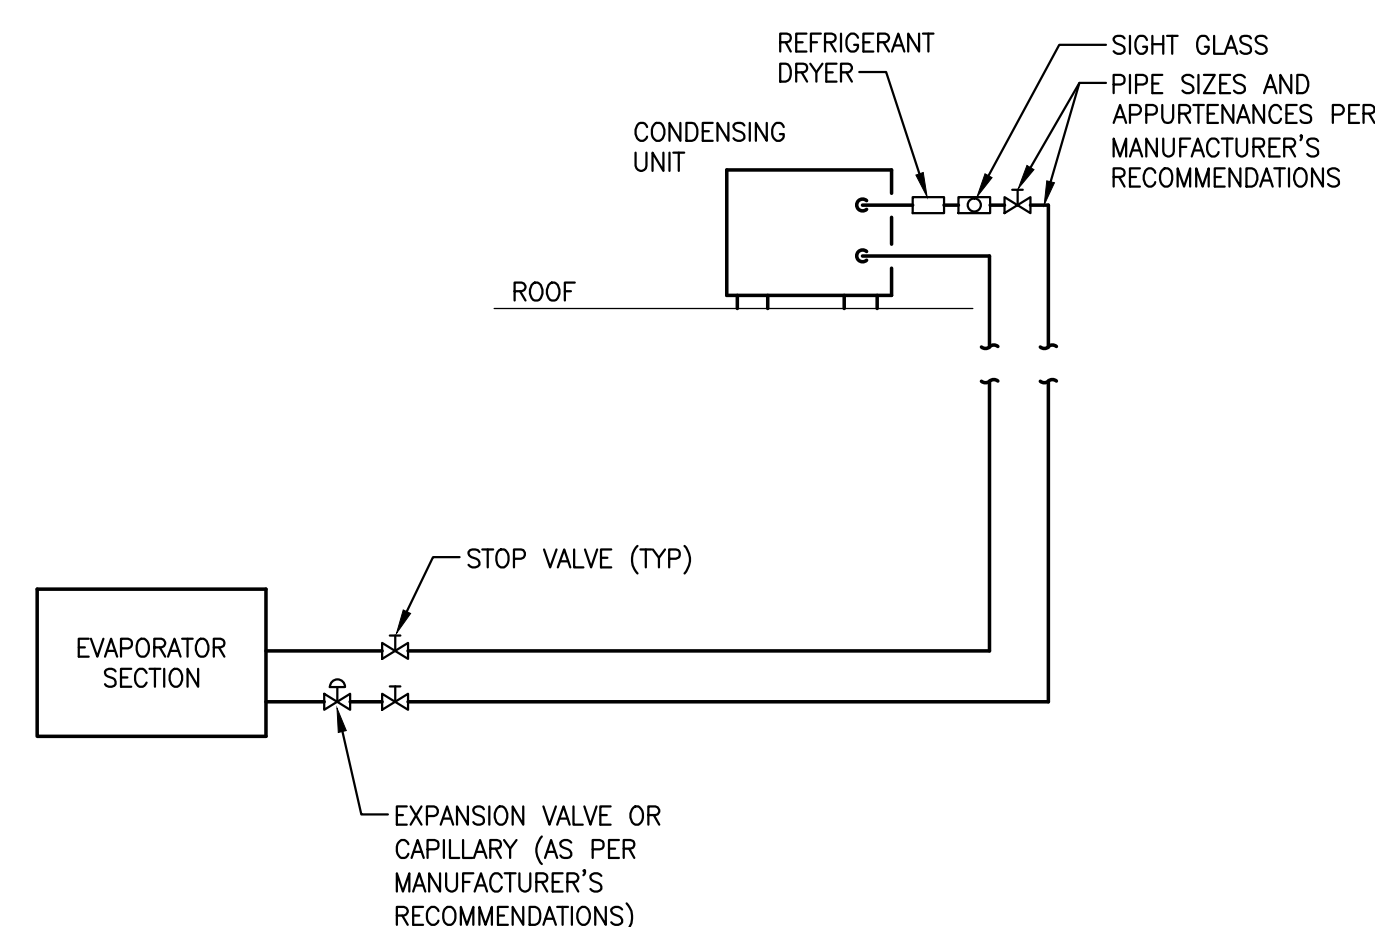 REFRIGERANT
DRYER
SIGHT GLASS
PIPE SIZES AND
APPURTENANCES PER
MANUFACTURER'S
RECOMMENDATIONS
CONDENSING
UNIT
ROOF
STOP VALVE (TYP)
EVAPORATOR
SECTION
EXPANSION VALVE OR
CAPILLARY (AS PER
MANUFACTURER'S
RECOMMENDATIONS)